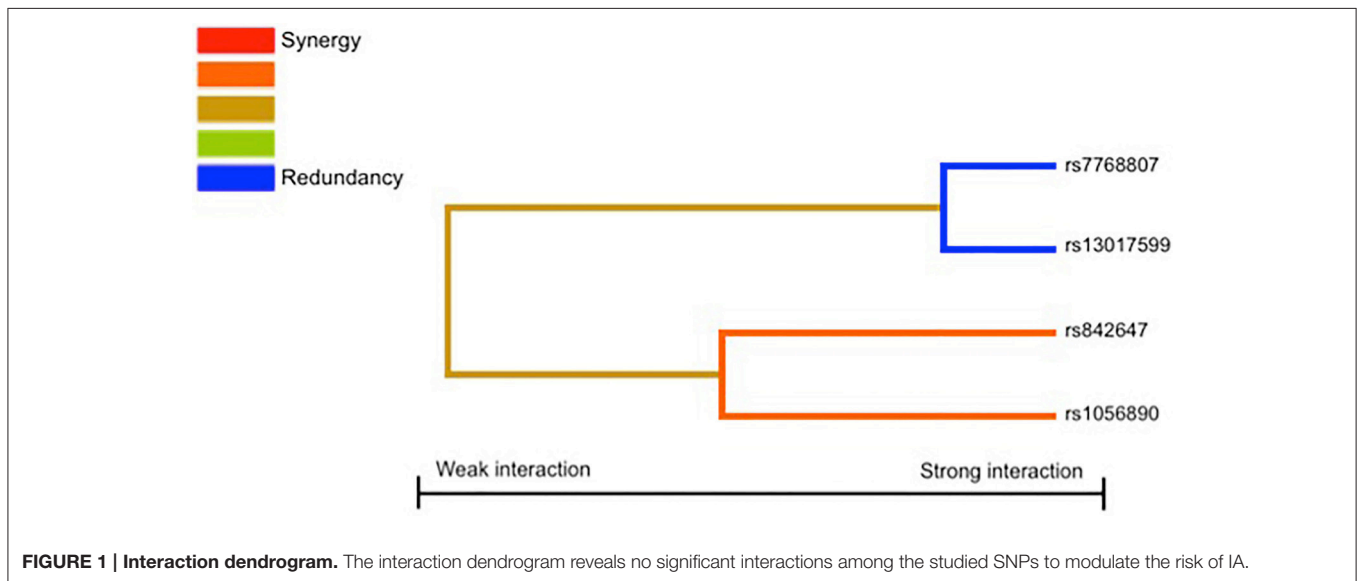 Synergy
Redundancy
rs7768807
rs13017599
rs842647
rs1056890
Weak interaction
Strong interaction
FIGURE 1 | Interaction dendrogram. The interaction dendrogram reveals no significant interactions among the studied SNPs to modulate the risk of IA.